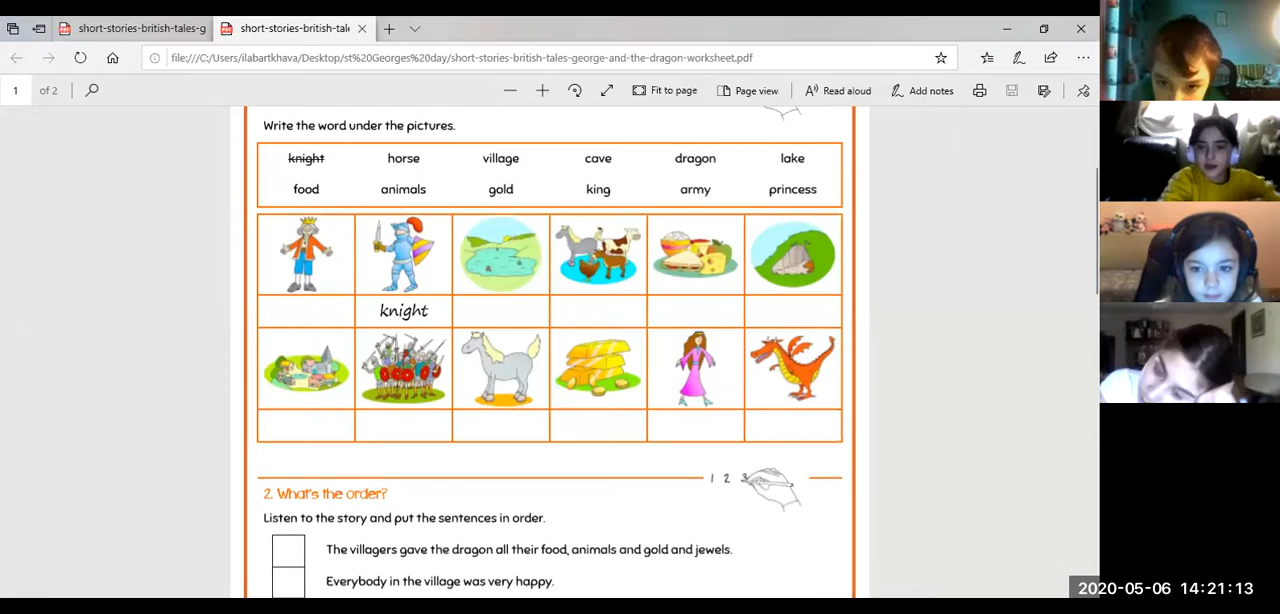 short-stories-british-tales-g
short-stories-british-tal
file:///C:/Users/ilabartkhava/Desktop/st%20Georges%20day/short-stories-british-tales-george-and-the-dragon-worksheet.pdf
1 of 2
Fit to page
Page view
Read aloud
Add notes
Write the word under the pictures.
knight horse village cave dragon lake
food animals gold king army princess
knight
1 2 3
2. What's the order?
Listen to the story and put the sentences in order.
The villagers gave the dragon all their food, animals and gold and jewels.
Everybody in the village was very happy.
2020-05-06 14:21:13